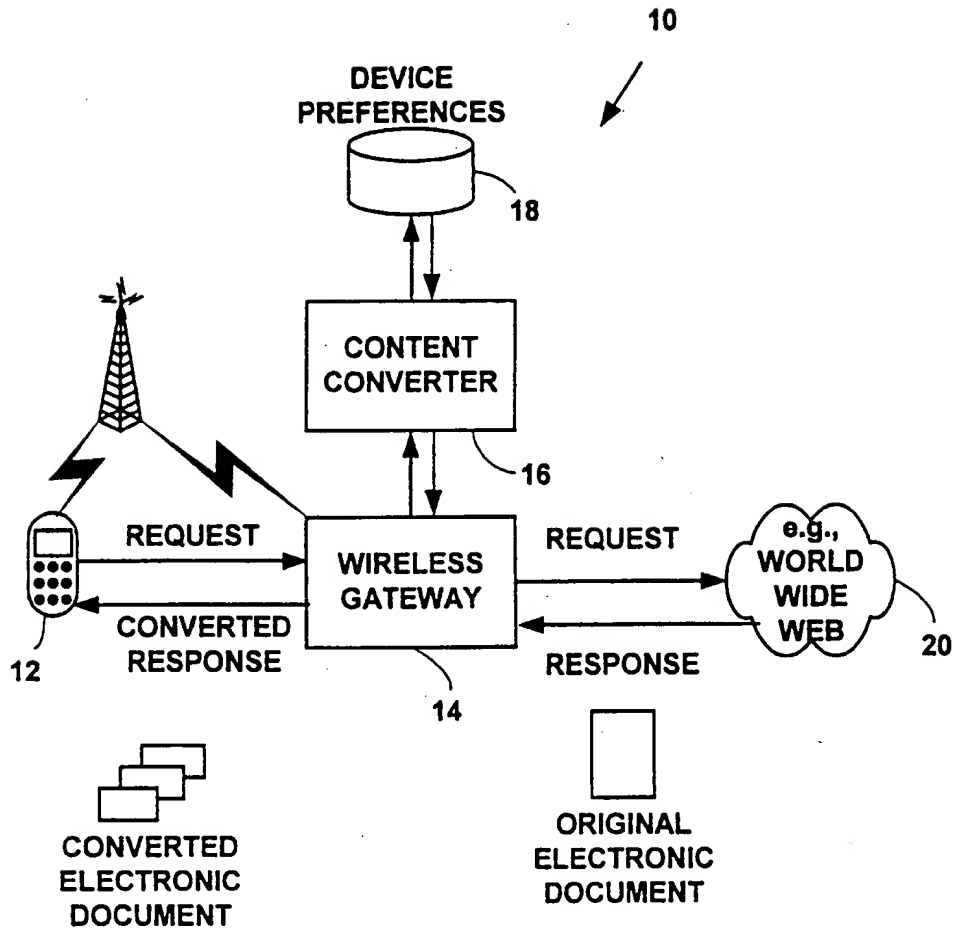 10
DEVICE
PREFERENCES
18
CONTENT
CONVERTER
16
REQUEST
WIRELESS
GATEWAY
REQUEST
e.g.,
WORLD
WIDE
WEB
CONVERTED
RESPONSE
RESPONSE
12
14
20
CONVERTED
ELECTRONIC
DOCUMENT
ORIGINAL
ELECTRONIC
DOCUMENT